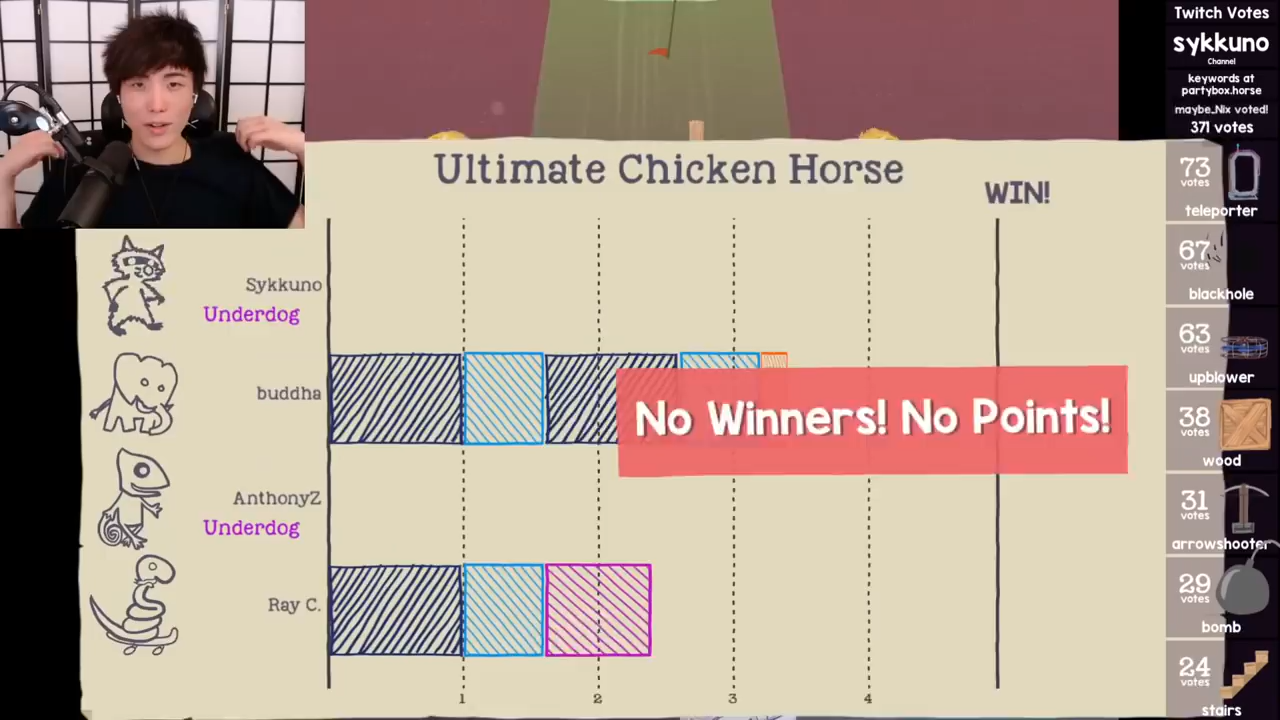 Ultimate Chicken Horse
WIN!
Sykkuno
Underdog
buddha
No Winners! No Points!
AnthonyZ
Underdog
Ray C.
1
2
3
4
Twitch Votes
sykkuno
Channel
keywords at
partybox.horse
maybe_Nix voted!
371 votes
73
votes
teleporter
67
votes
blackhole
63
votes
upblower
38
votes
wood
31
votes
arrowshooter
29
votes
bomb
24
votes
stairs